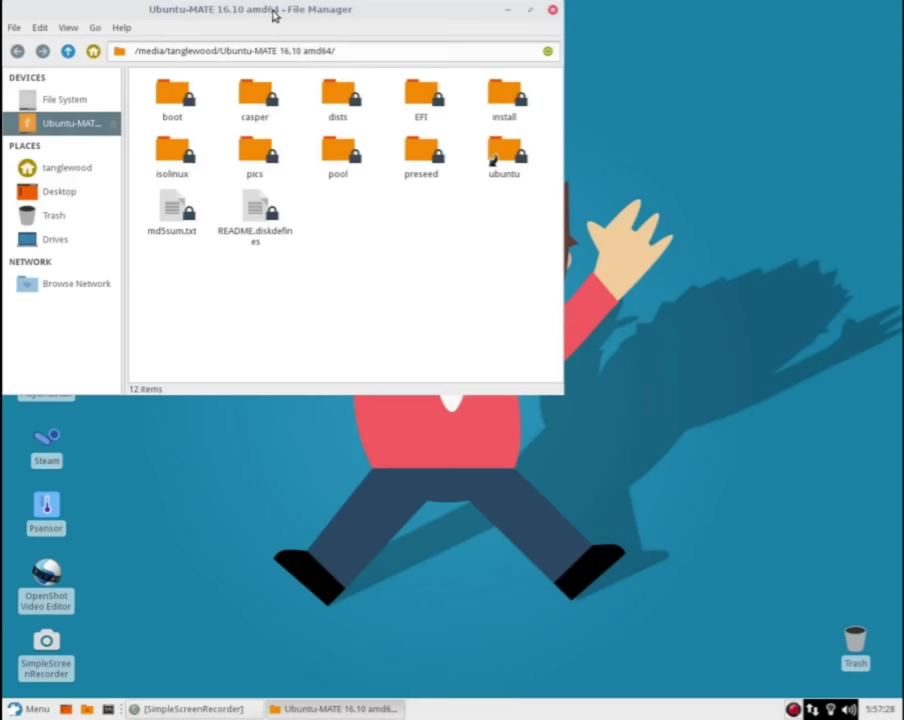 Ubuntu-MATE 16.10 amd64 - File Manager
File Edit View Go Help
/media/tanglewood/Ubuntu-MATE 16.10 amd64/
DEVICES
File System
Ubuntu-MAT...
PLACES
tanglewood
Desktop
Trash
Drives
NETWORK
Browse Network
boot casper dists EFI install
isolinux pics pool preseed ubuntu
md5sum.txt README.diskdefin
es
12 items
Steam
Psensor
OpenShot
Video Editor
SimpleScree
nRecorder
Trash
Menu [SimpleScreenRecorder] Ubuntu-MATE 16.10 amd6... 5:57:28